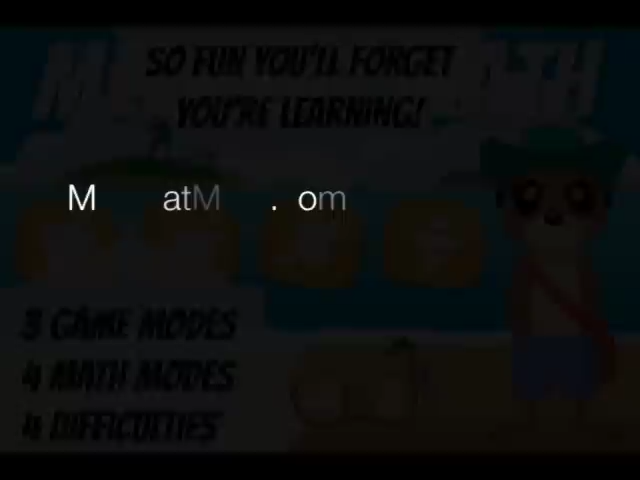 SO FUN YOU'LL FORGET
YOU'RE LEARNING!
M atM . om
3 GAME MODES
4 MATH MODES
4 DIFFICULTIES